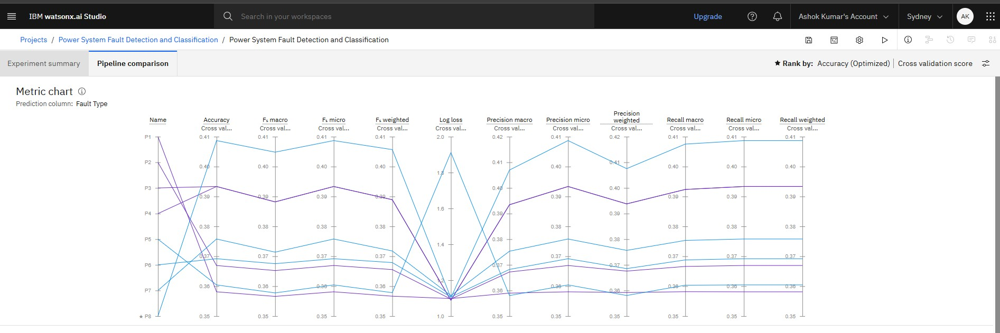 IBM watsonx.ai Studio
Search in your workspaces
Upgrade
Ashok Kumar's Account
Sydney
AK
Projects / Power System Fault Detection and Classification / Power System Fault Detection and Classification
Experiment summary
Pipeline comparison
★ Rank by: Accuracy (Optimized) | Cross validation score
Metric chart
Prediction column: Fault Type
Name Accuracy F₁ macro F₁ micro F₁ weighted Log loss Precision macro Precision micro Precision weighted Recall macro Recall micro Recall weighted
Cross val... Cross val... Cross val... Cross val... Cross val... Cross val... Cross val... Cross val... Cross val... Cross val... Cross val...
P1 0.41 0.41 0.41 0.41 2.0 0.42 0.41 0.42 0.41 0.41 0.41
P2 0.40 0.40 0.40 0.40 1.8 0.41 0.40 0.41 0.40 0.40 0.40
P3 0.39 0.39 0.39 0.39 1.6 0.40 0.39 0.40 0.39 0.39 0.39
P4 0.38 0.38 0.38 0.38 1.4 0.39 0.38 0.39 0.38 0.38 0.38
P5 0.37 0.37 0.37 0.37 1.2 0.38 0.37 0.38 0.37 0.37 0.37
P6 0.36 0.36 0.36 0.36 0.37 0.36 0.37 0.36 0.36 0.36
P7 0.36 0.36
★ P8 0.35 0.35 0.35 0.35 1.0 0.35 0.35 0.35 0.35 0.35 0.35